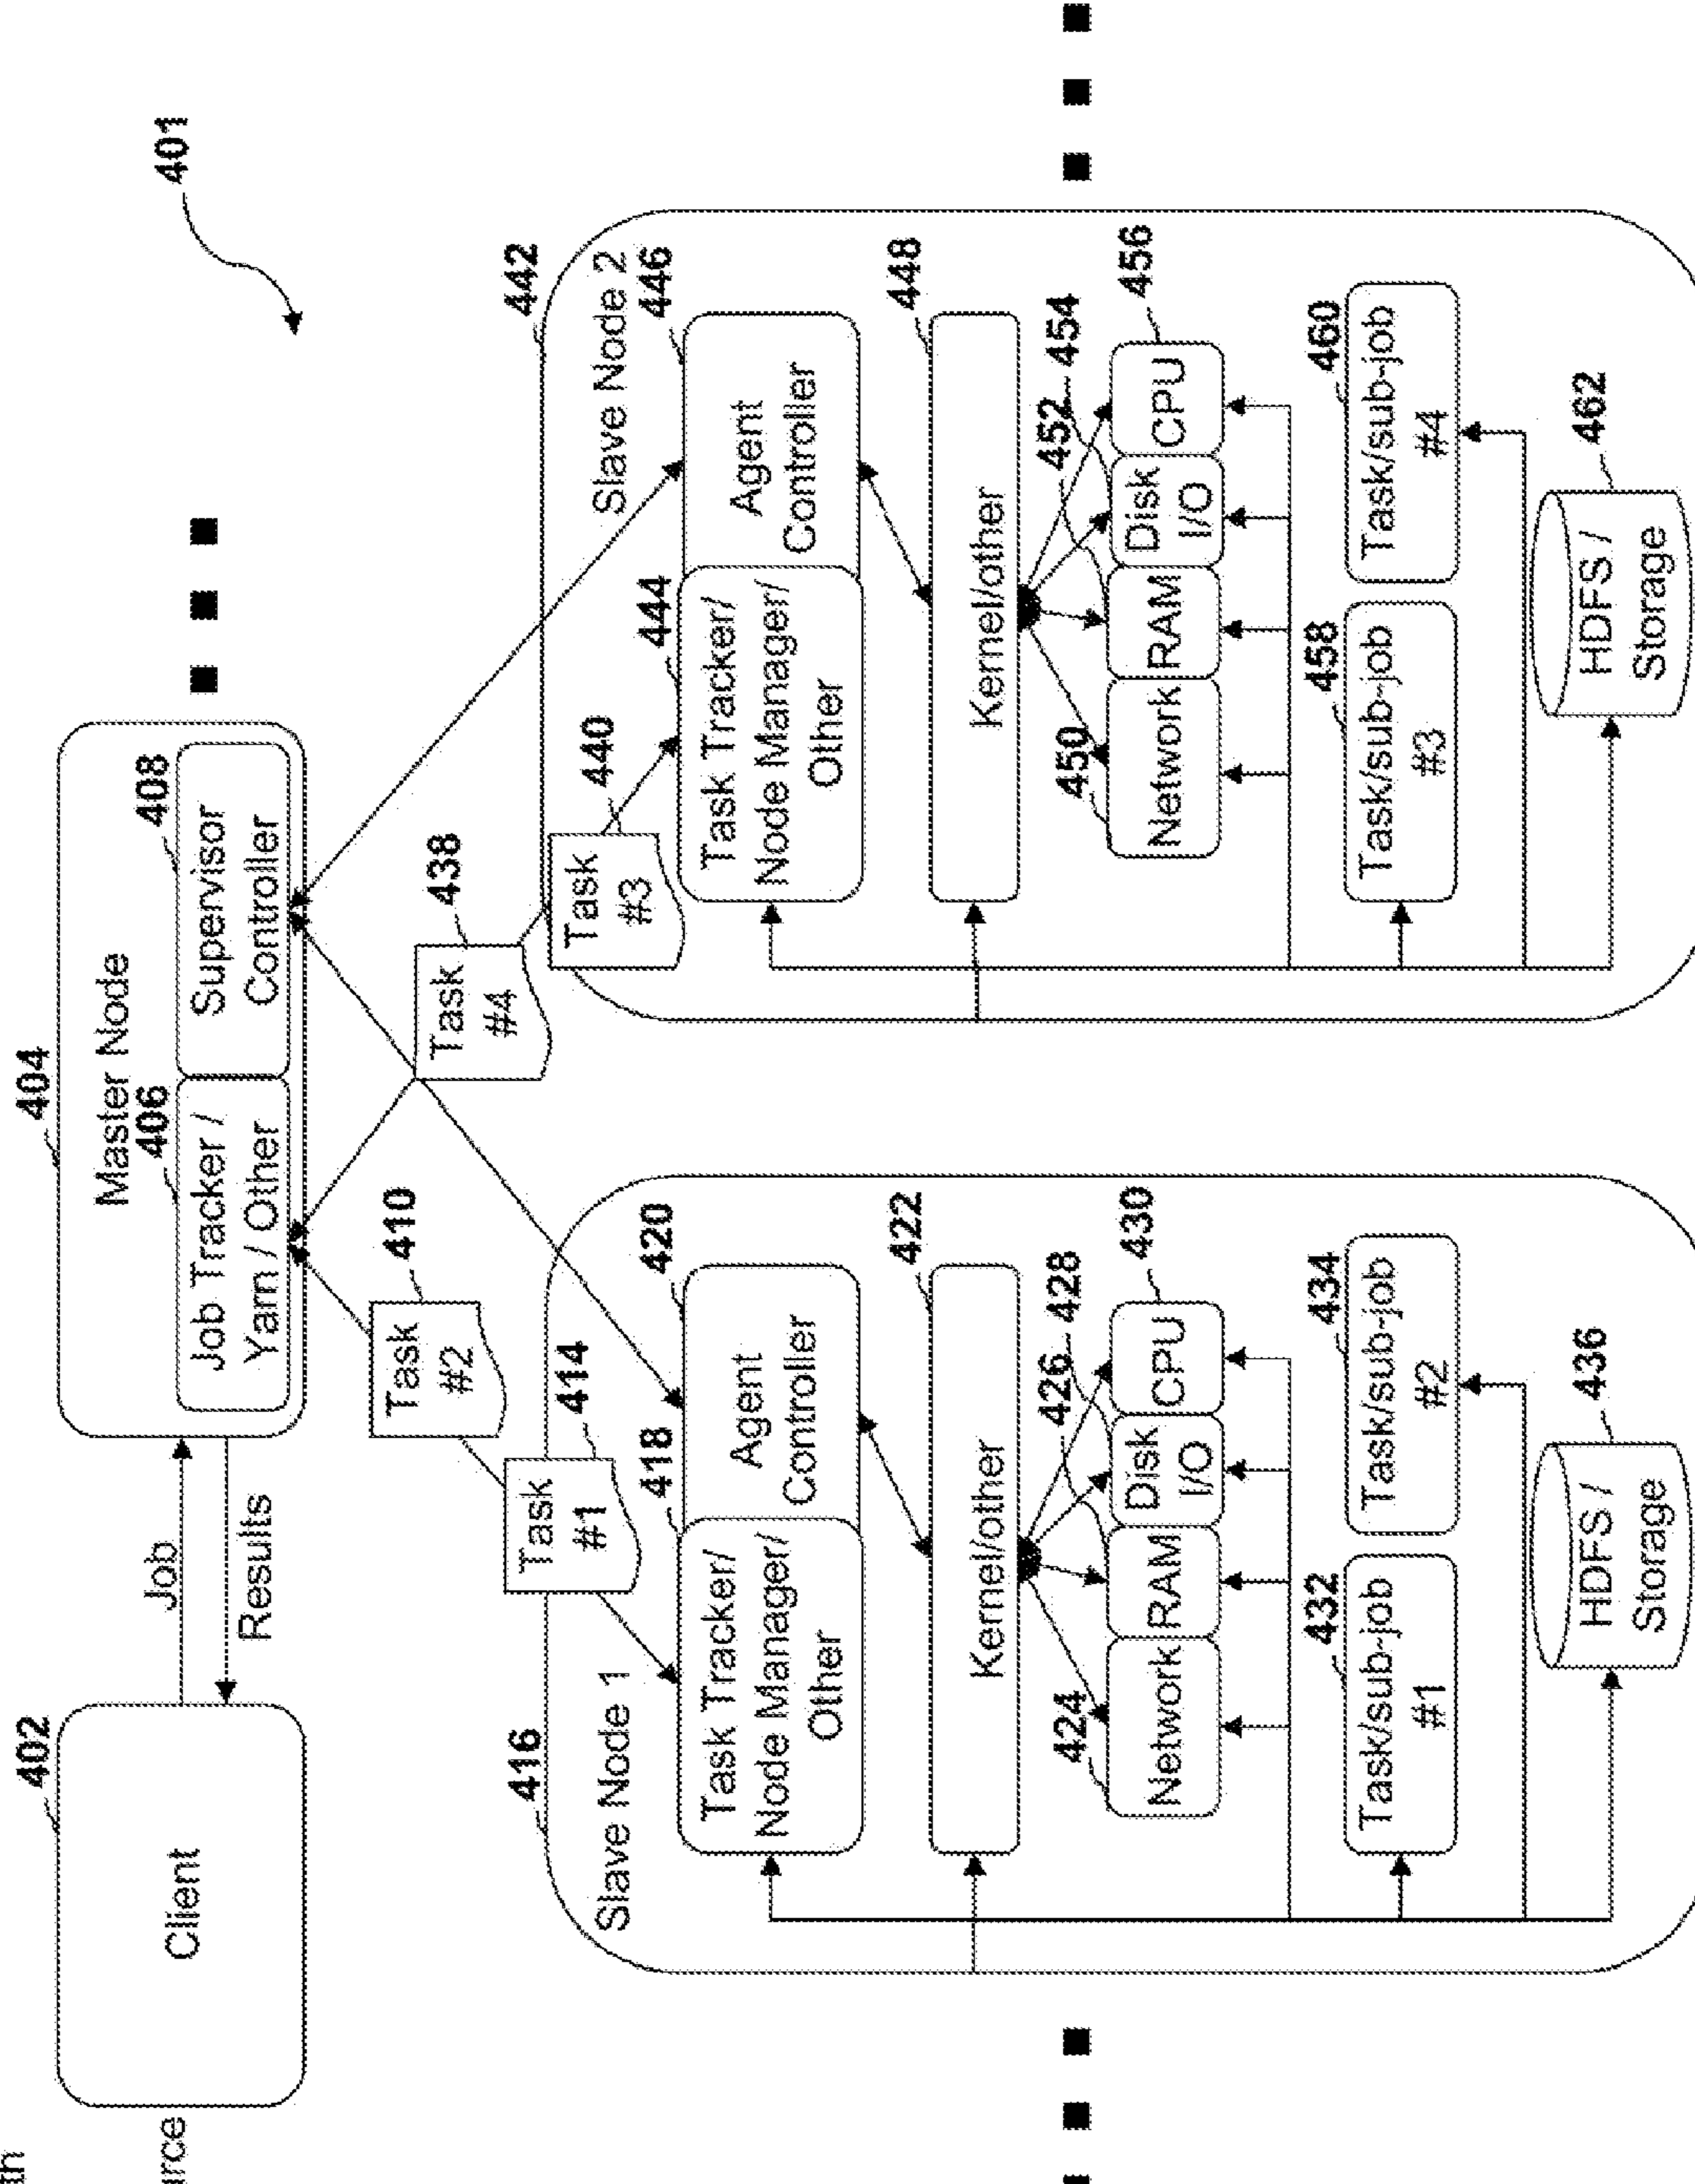 th
urce
402
Client
Job
Results
404
Master Node
406
408
Job Tracker /
Yarn / Other
Supervisor
Controller
401
410
Task
#2
414
Task
#1
438
Task
#4
440
Task
#3
416
Slave Node 1
418
420
Task Tracker/
Node Manager/
Other
Agent
Controller
422
Kernel/other
424
426
428
430
Network
RAM
Disk
I/O
CPU
432
434
Task/sub-job
#1
Task/sub-job
#2
436
HDFS /
Storage
442
Slave Node 2
444
446
Task Tracker/
Node Manager/
Other
Agent
Controller
448
Kernel/other
450
452
454
456
Network
RAM
Disk
I/O
CPU
458
460
Task/sub-job
#3
Task/sub-job
#4
462
HDFS /
Storage